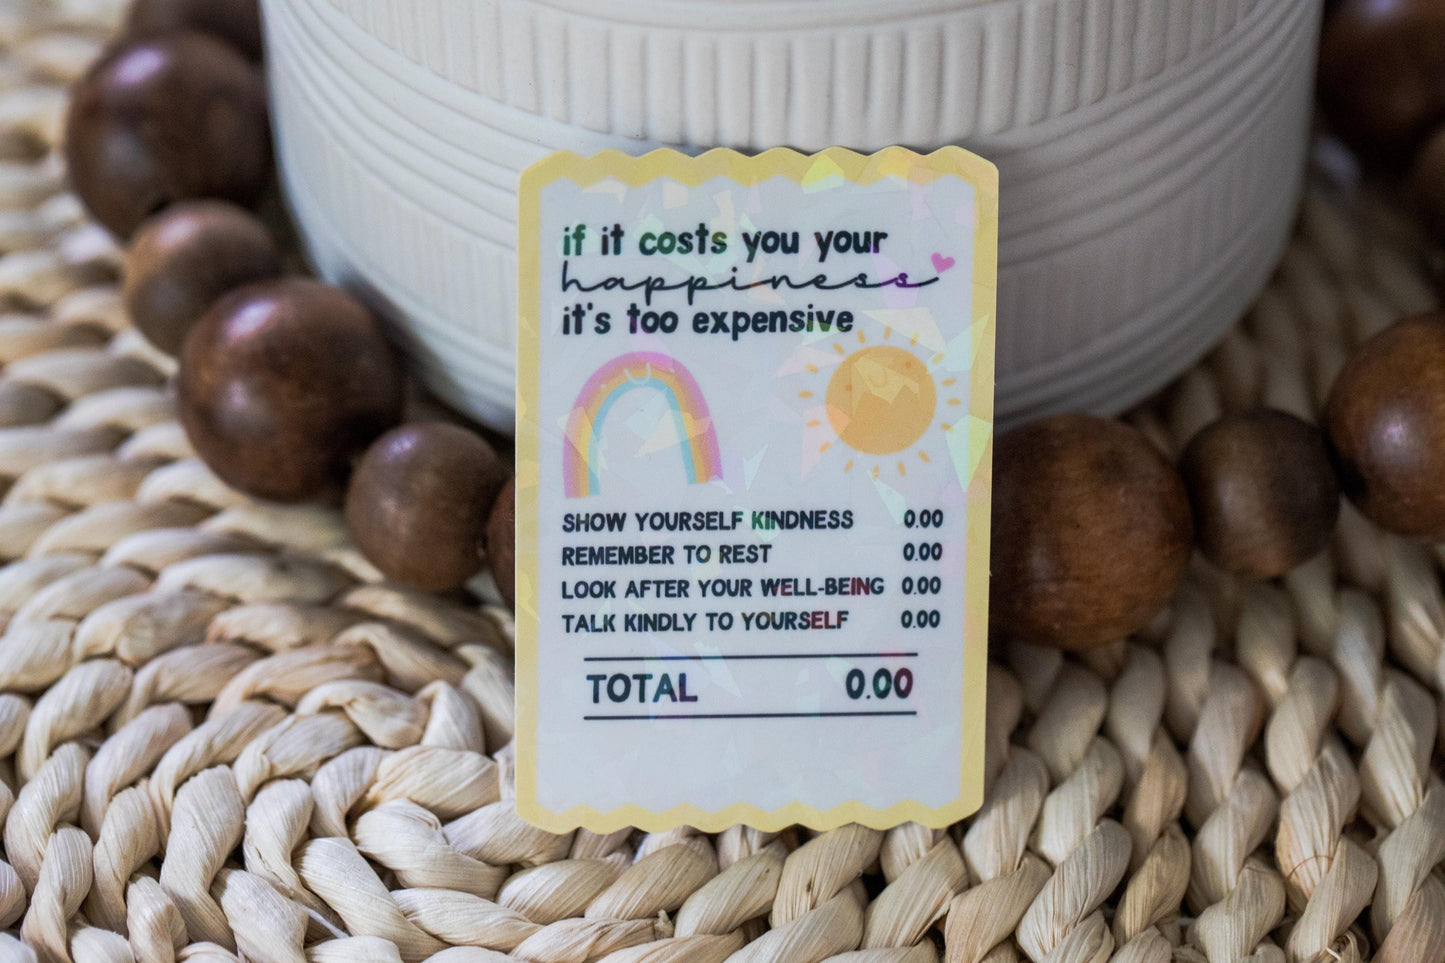 if it costs you your
happiness
it's too expensive
SHOW YOURSELF KINDNESS 0.00
REMEMBER TO REST 0.00
LOOK AFTER YOUR WELL-BEING 0.00
TALK KINDLY TO YOURSELF 0.00
TOTAL 0.00